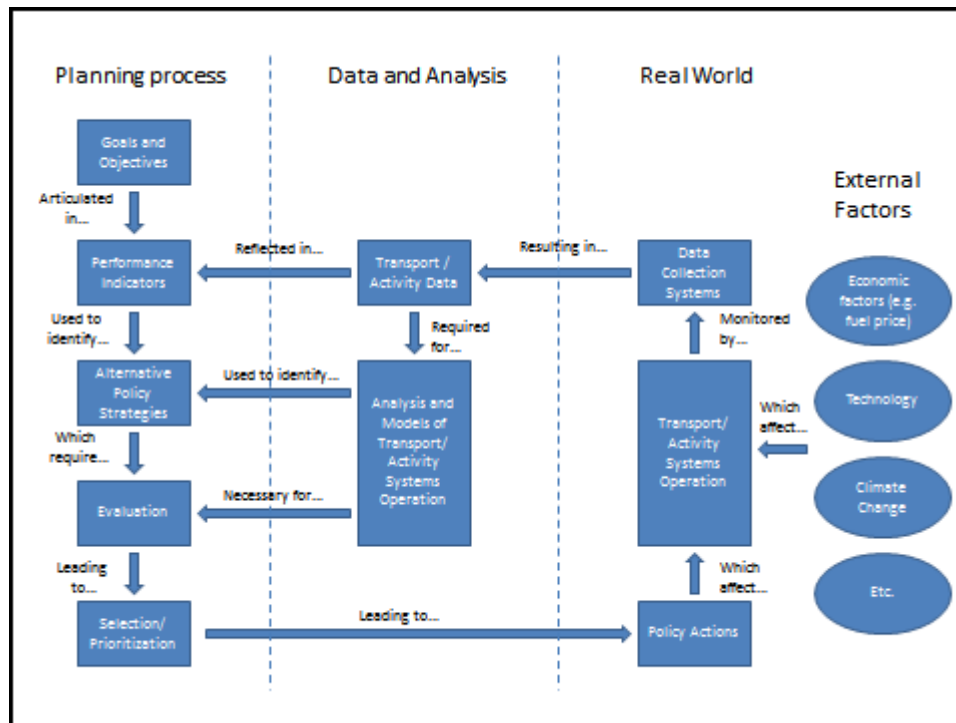 Planning process
Data and Analysis
Real World
Goals and
Objectives
External
Factors
Articulated
in...
Performance
Indicators
Reflected in...
Transport /
Activity Data
Resulting in...
Data
Collection
Systems
Economic
factors (e.g.
fuel price)
Used to
identify...
Required
for...
Monitored
by...
Alternative
Policy
Strategies
Used to identify...
Analysis and
Models of
Transport/
Activity
Systems
Operation
Transport/
Activity
Systems
Operation
Which
affect...
Technology
Which
require...
Evaluation
Necessary for...
Climate
Change
Leading
to...
Which
affect...
Etc.
Selection/
Prioritization
Leading to...
Policy Actions